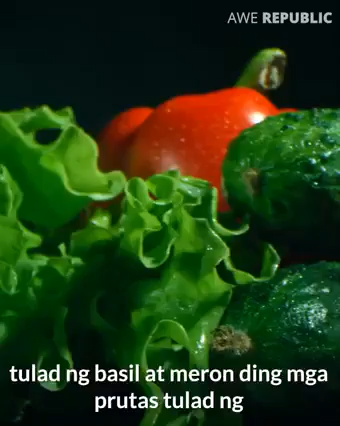 AWE REPUBLIC
tulad ng basil at meron ding mga
prutas tulad ng